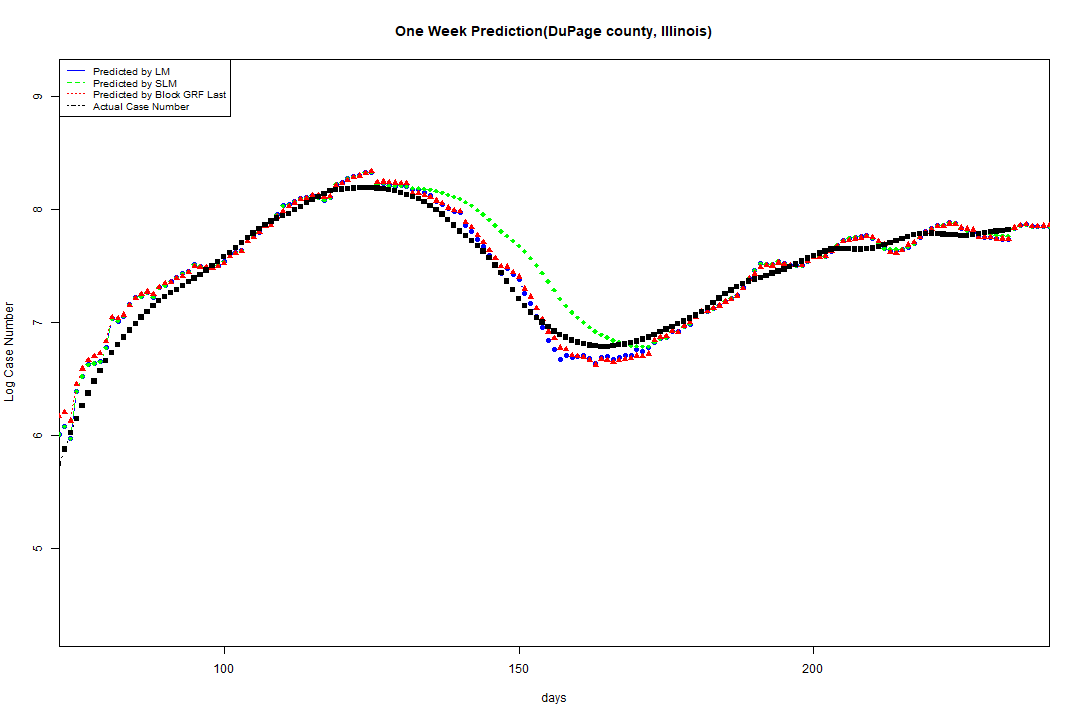 One Week Prediction(DuPage county, Illinois)
Predicted by LM
Predicted by SLM
Predicted by Block GRF Last
Actual Case Number
9
8
7
6
5
Log Case Number
100
150
200
days